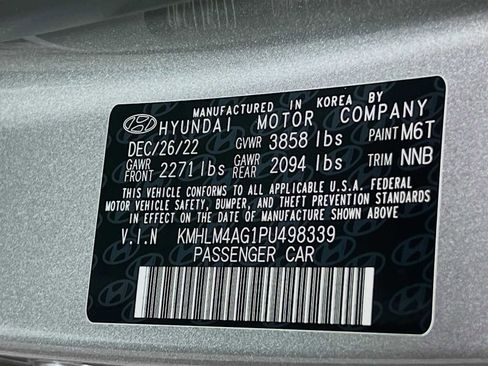 MANUFACTURED IN KOREA BY
HYUNDAI MOTOR COMPANY
DEC/26/22 GVWR 3858 lbs PAINT M6T
GAWR FRONT 2271 lbs GAWR REAR 2094 lbs TRIM NNB
THIS VEHICLE CONFORMS TO ALL APPLICABLE U.S.A. FEDERAL
MOTOR VEHICLE SAFETY, BUMPER, AND THEFT PREVENTION STANDARDS
IN EFFECT ON THE DATE OF MANUFACTURE SHOWN ABOVE.
V.I.N KMHLM4AG1PU498339
PASSENGER CAR